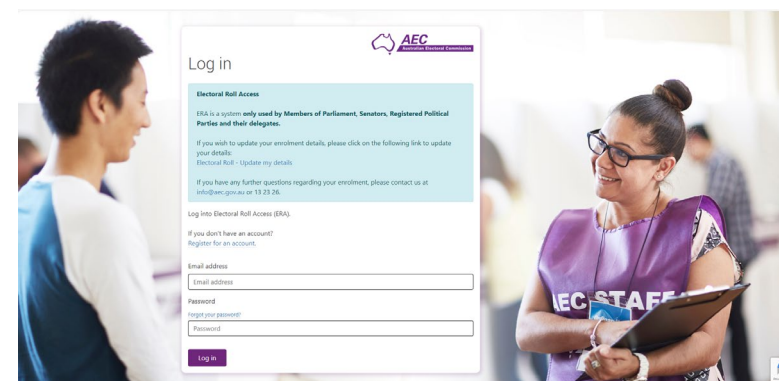 AEC
Australian Electoral Commission
Log in
Electoral Roll Access
ERA is a system only used by Members of Parliament, Senators, Registered Political
Parties and their delegates.
If you wish to update your enrolment details, please click on the following link to update
your details:
Electoral Roll - Update my details
If you have any further questions regarding your enrolment, please contact us at
info@aec.gov.au or 13 23 26.
Log into Electoral Roll Access (ERA).
If you don't have an account?
Register for an account.
Email address
Email address
Password
Forgot your password?
Password
Log in
AEC STAFF